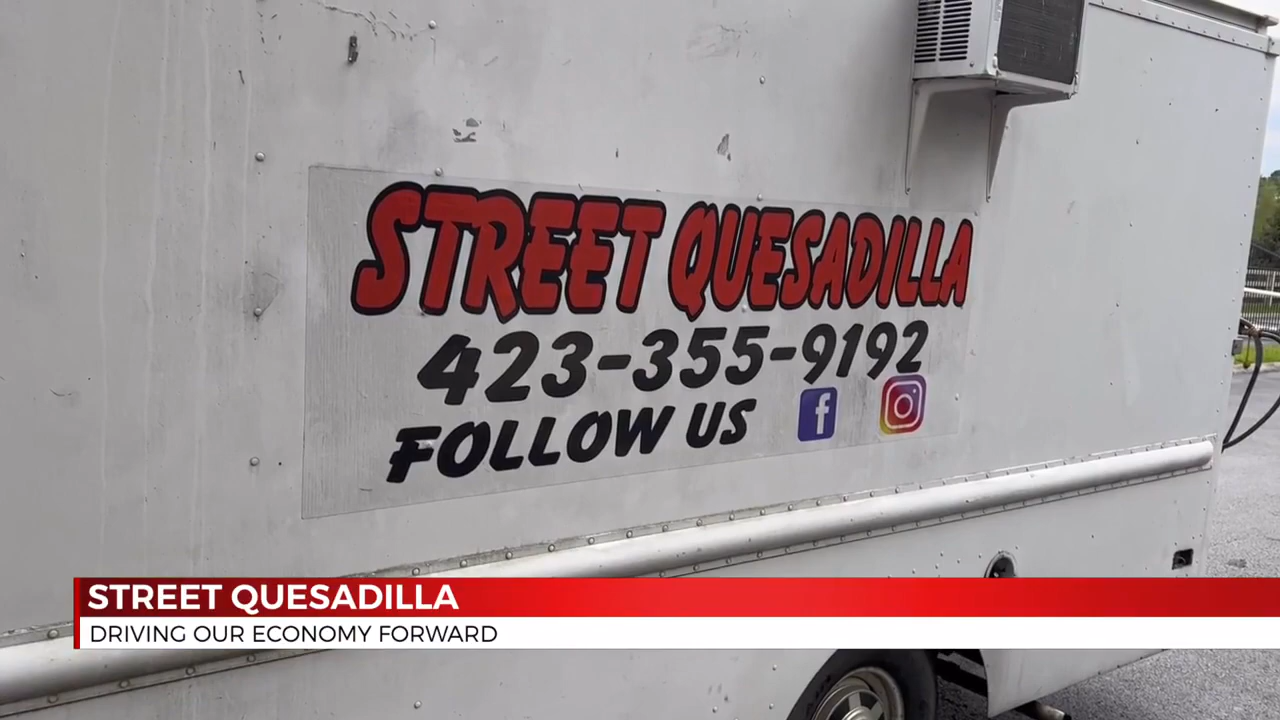 STREET QUESADILLA
423-355-9192
FOLLOW US
STREET QUESADILLA
DRIVING OUR ECONOMY FORWARD